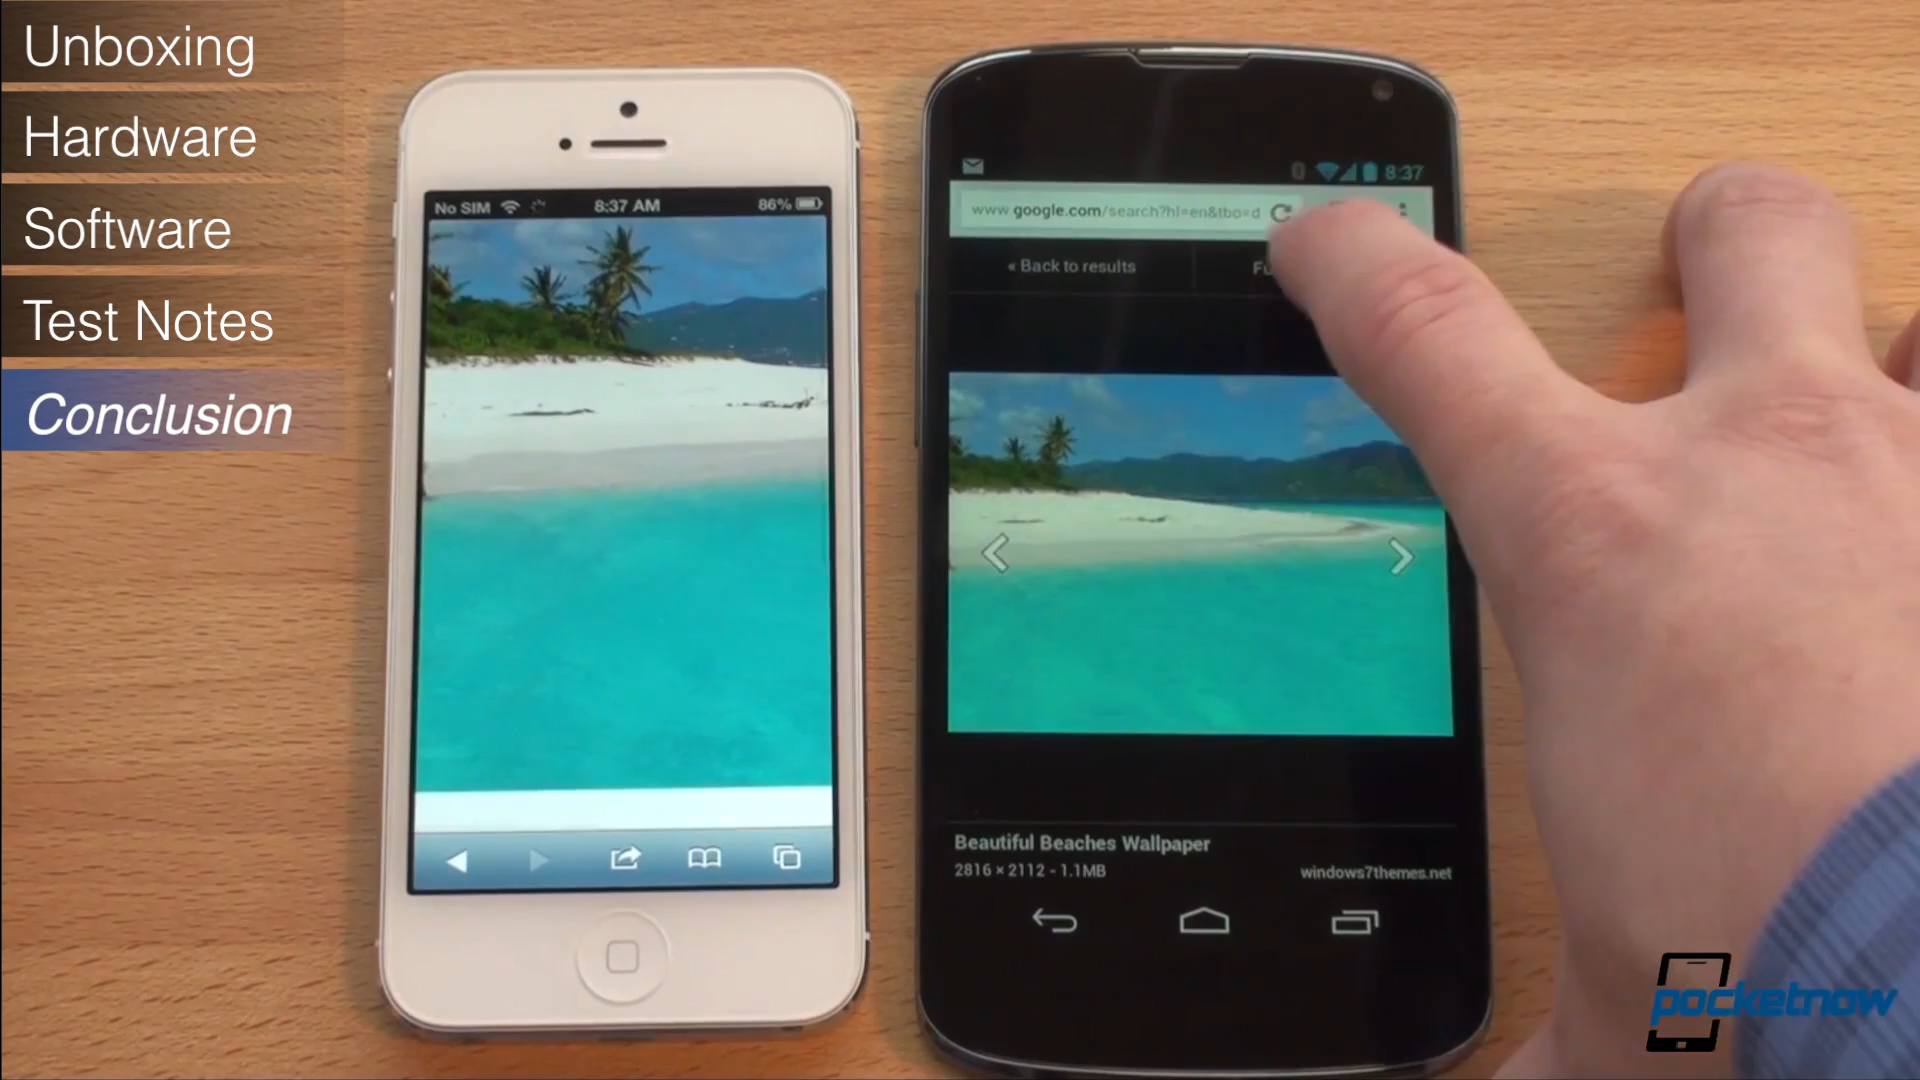 Unboxing
Hardware
Software
Test Notes
Conclusion
No SIM 8:37 AM 86%
8:37
www.google.com/search?hl=en&tbo=d
« Back to results
Beautiful Beaches Wallpaper
2816 × 2112 - 1.1MB
windows7themes.net
pocketnow